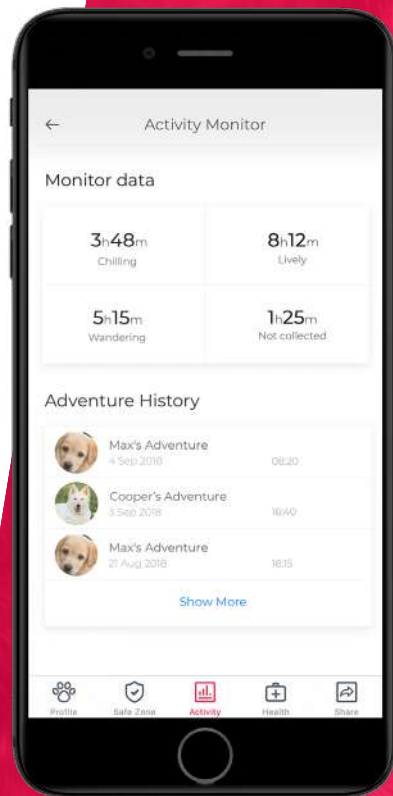 Activity Monitor
Monitor data
3h48m
8h12m
Chilling
Lively
5h15m
1h25m
Wandering
Not collected
Adventure History
Max's Adventure
4 Sep 2018
08:20
Cooper's Adventure
3 Sep 2018
16:40
Max's Adventure
21 Aug 2018
18:15
Show More
Profile
Safe Zone
Activity
Health
Share